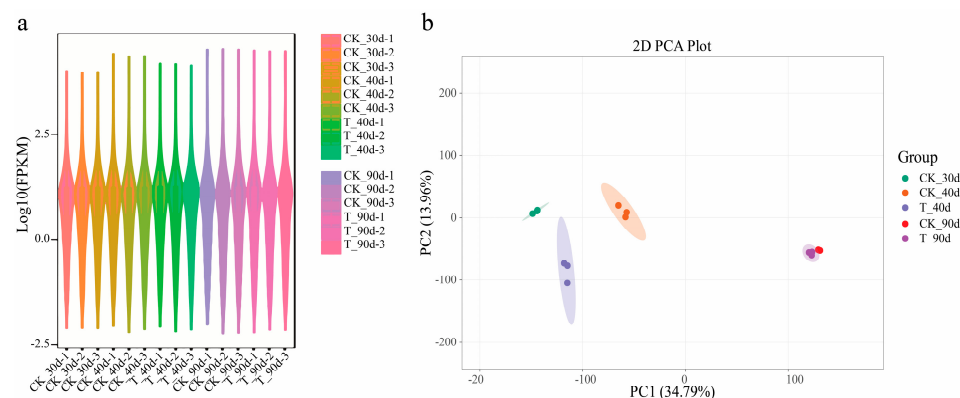 a
Log10(FPKM)
2.5
0.0
-2.5
CK_30d-1
CK_30d-2
CK_30d-3
CK_40d-1
CK_40d-2
CK_40d-3
T_40d-1
T_40d-2
T_40d-3
CK_90d-1
CK_90d-2
CK_90d-3
T_90d-1
T_90d-2
T_90d-3
CK_30d-1
CK_30d-2
CK_30d-3
CK_40d-1
CK_40d-2
CK_40d-3
T_40d-1
T_40d-2
T_40d-3
CK_90d-1
CK_90d-2
CK_90d-3
T_90d-1
T_90d-2
T_90d-3
b
2D PCA Plot
PC2 (13.96%)
200
100
0
-100
-200
-20
-100
0
100
PC1 (34.79%)
Group
CK_30d
CK_40d
T_40d
CK_90d
T_90d